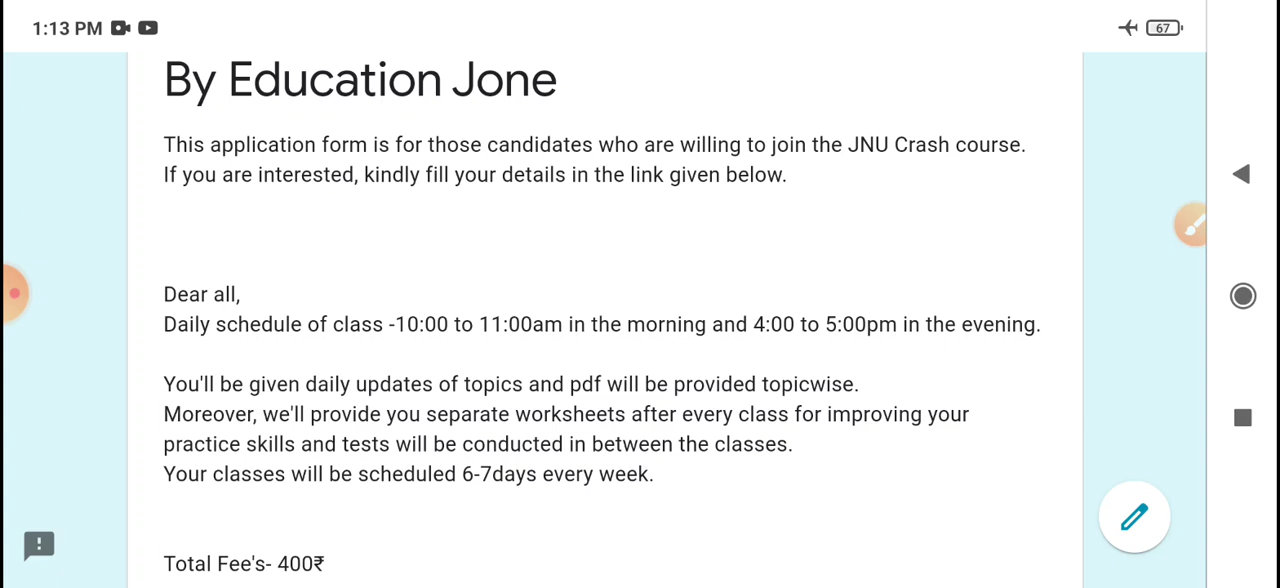 1:13 PM
67
By Education Jone
This application form is for those candidates who are willing to join the JNU Crash course.
If you are interested, kindly fill your details in the link given below.
Dear all,
Daily schedule of class -10:00 to 11:00am in the morning and 4:00 to 5:00pm in the evening.
You'll be given daily updates of topics and pdf will be provided topicwise.
Moreover, we'll provide you separate worksheets after every class for improving your
practice skills and tests will be conducted in between the classes.
Your classes will be scheduled 6-7days every week.
Total Fee's- 400₹